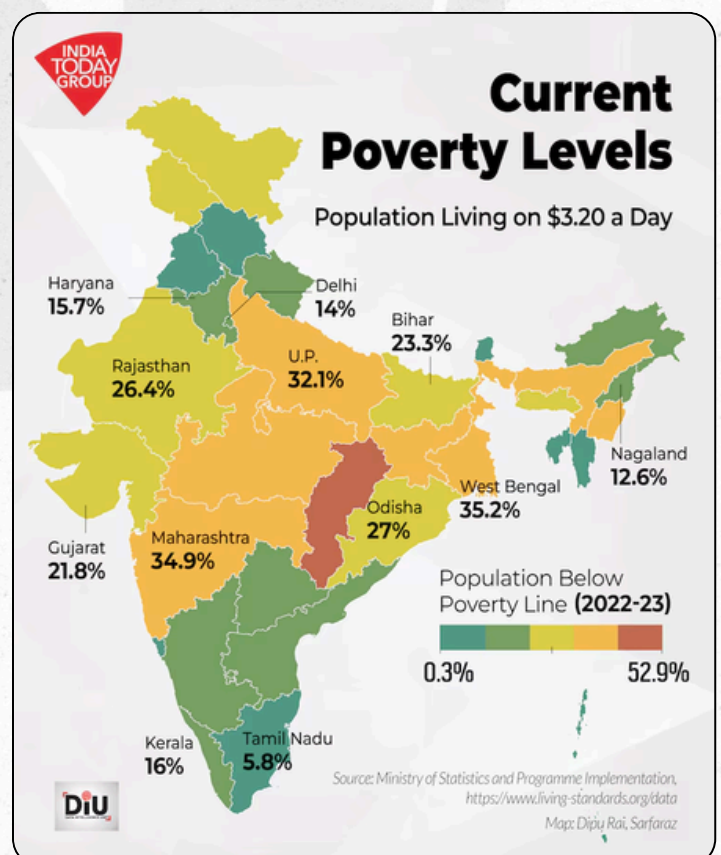 INDIA
TODAY
GROUP
Current
Poverty Levels
Population Living on $3.20 a Day
Haryana
15.7%
Delhi
14%
Bihar
23.3%
Rajasthan
26.4%
U.P.
32.1%
Nagaland
12.6%
West Bengal
35.2%
Odisha
27%
Gujarat
21.8%
Maharashtra
34.9%
Population Below
Poverty Line (2022-23)
0.3%
52.9%
Kerala
16%
Tamil Nadu
5.8%
Source: Ministry of Statistics and Programme Implementation,
https://www.living-standards.org/data
Map: Dipu Rai, Sarfaraz
DiU